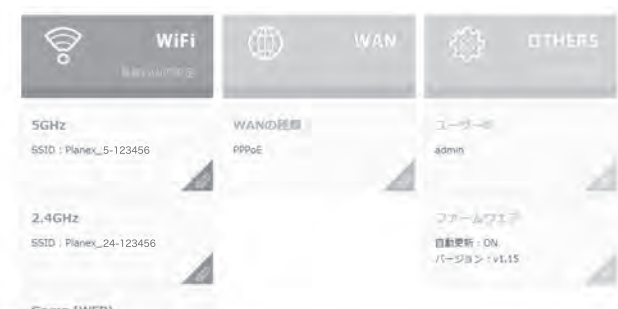 WiFi
5GHz
SSID : Planex_5-123456
2.4GHz
SSID : Planex_24-123456
WAN
WANの種類
PPPoE
OTHERS
ユーザー名
admin
ファームウェア
自動更新 : ON
バージョン : v1.15